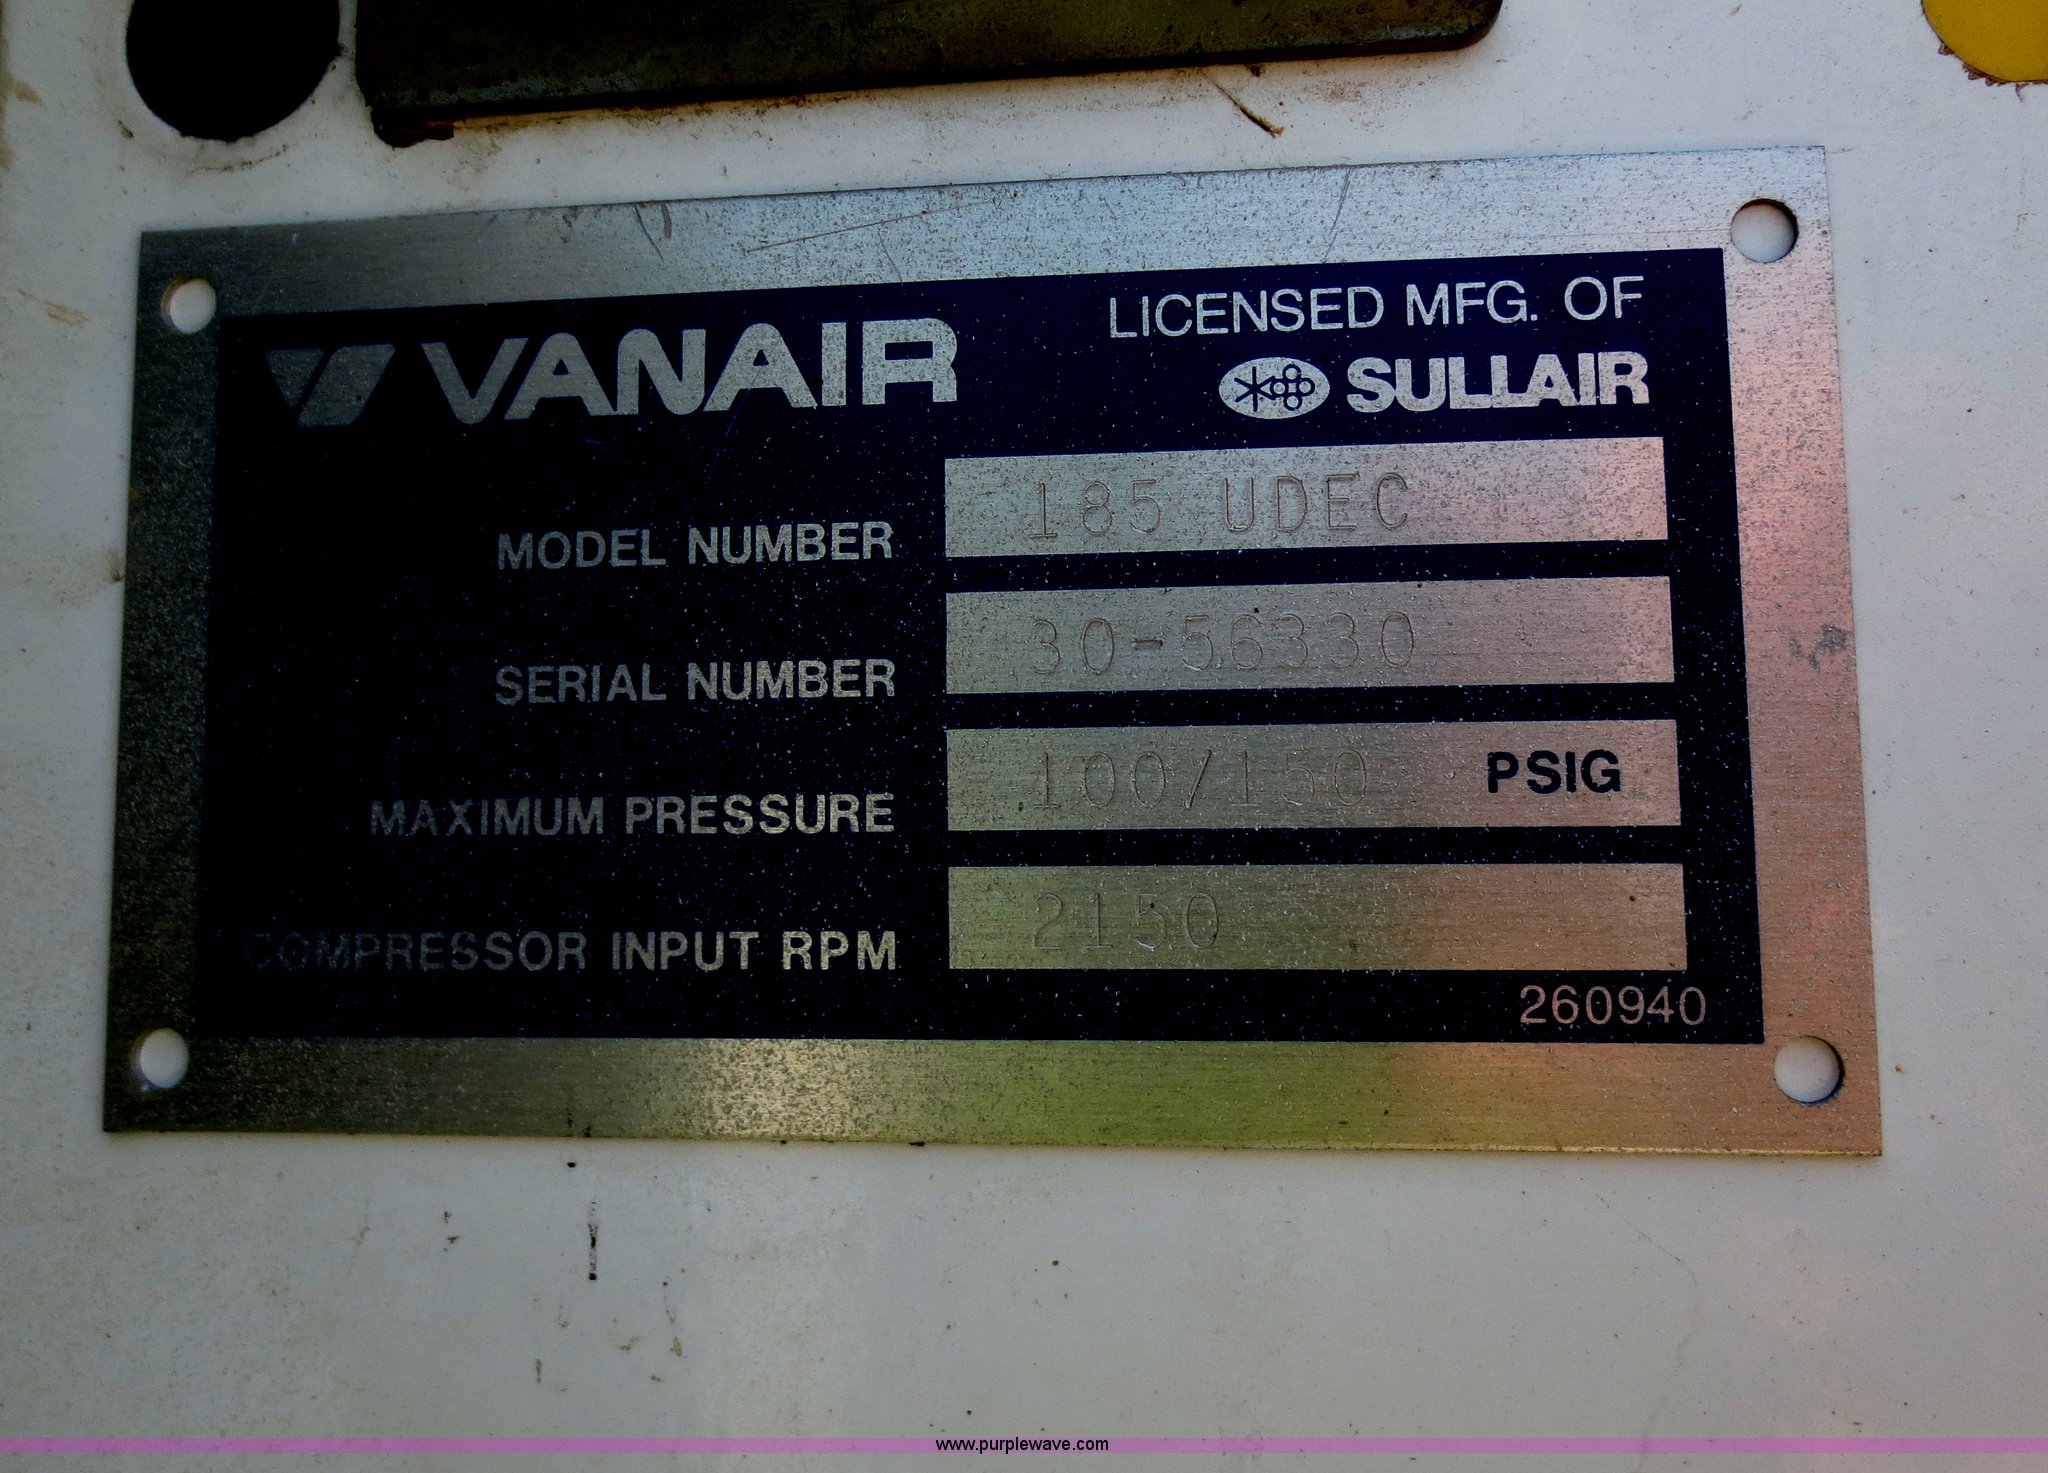 VANAIR
LICENSED MFG. OF
SULLAIR
MODEL NUMBER 185 UDEC
SERIAL NUMBER 30-56330
MAXIMUM PRESSURE 100/150 PSIG
COMPRESSOR INPUT RPM 2150
260940
www.purplewave.com